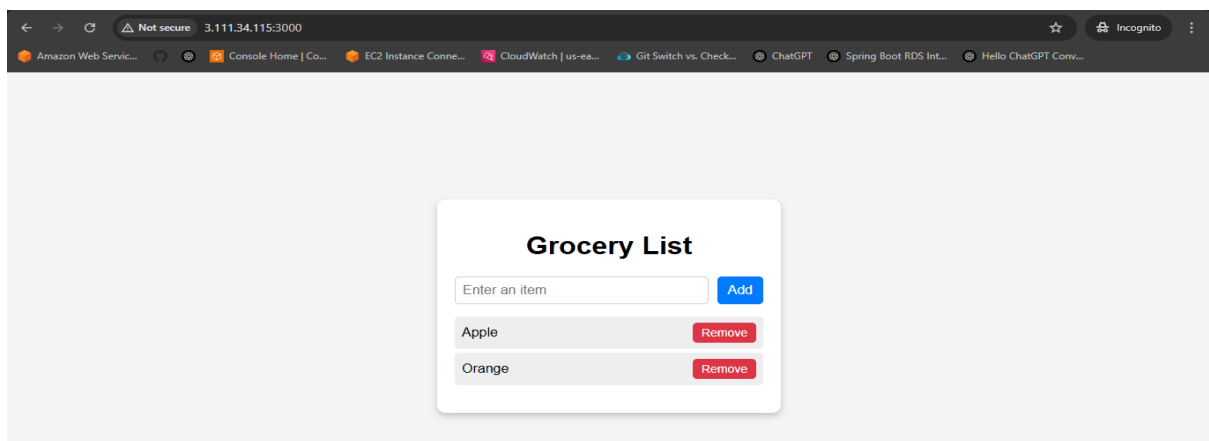 Not secure 3.111.34.115:3000 Incognito
Amazon Web Servic... Console Home | Co... EC2 Instance Conne... CloudWatch | us-ea... Git Switch vs. Check... ChatGPT Spring Boot RDS Int... Hello ChatGPT Conv...
Grocery List
Enter an item Add
Apple Remove
Orange Remove